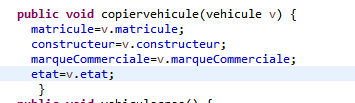 public void copiervehicule(vehicule v) {
matricule=v.matricule;
constructeur=v.constructeur;
marqueCommerciale=v.marqueCommerciale;
etat=v.etat;
}